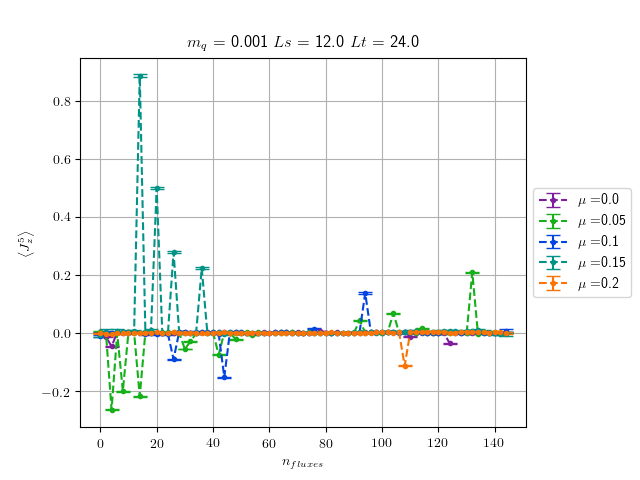 m_q = 0.001 Ls = 12.0 Lt = 24.0
⟨J_z^5⟩
0.8
0.6
0.4
0.2
0.0
−0.2
0 20 40 60 80 100 120 140
n_{fluxes}
μ =0.0
μ =0.05
μ =0.1
μ =0.15
μ =0.2